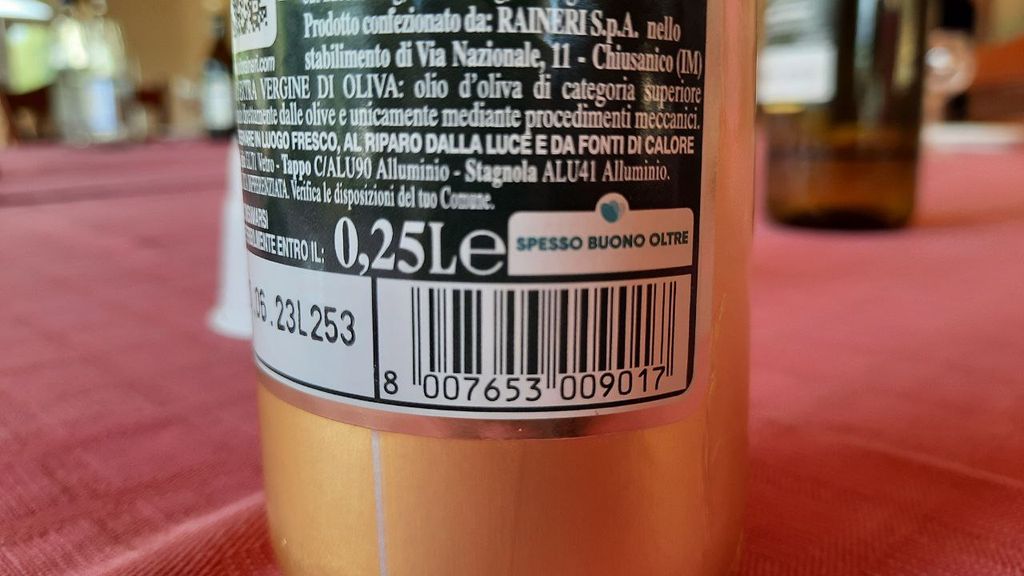 Prodotto confezionato da: RAINERI S.p.A. nello
stabilimento di Via Nazionale, 11 - Chiusanico (IM)
VERGINE DI OLIVA: olio d'oliva di categoria superiore
dalle olive e unicamente mediante procedimenti meccanici.
IN LUOGO FRESCO, AL RIPARO DALLA LUCE E DA FONTI DI CALORE
Vetro - Tappo C/ALU90 Alluminio - Stagnola ALU41 Alluminio.
Verifica le disposizioni del tuo Comune.
ENTRO IL: 0,25L e
SPESSO BUONO OLTRE
06.23L253
8 007653 009017